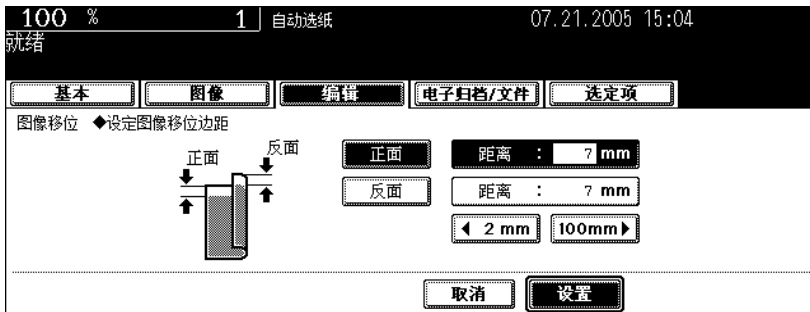 100 % 1 自动选纸 07.21.2005 15:04
就绪
基本 图像 编辑 电子归档/文件 选定项
图像移位 ◆设定图像移位边距
正面 反面 正面 距离 : 7 mm
反面 距离 : 7 mm
◀ 2 mm 100mm ▶
取消 设置